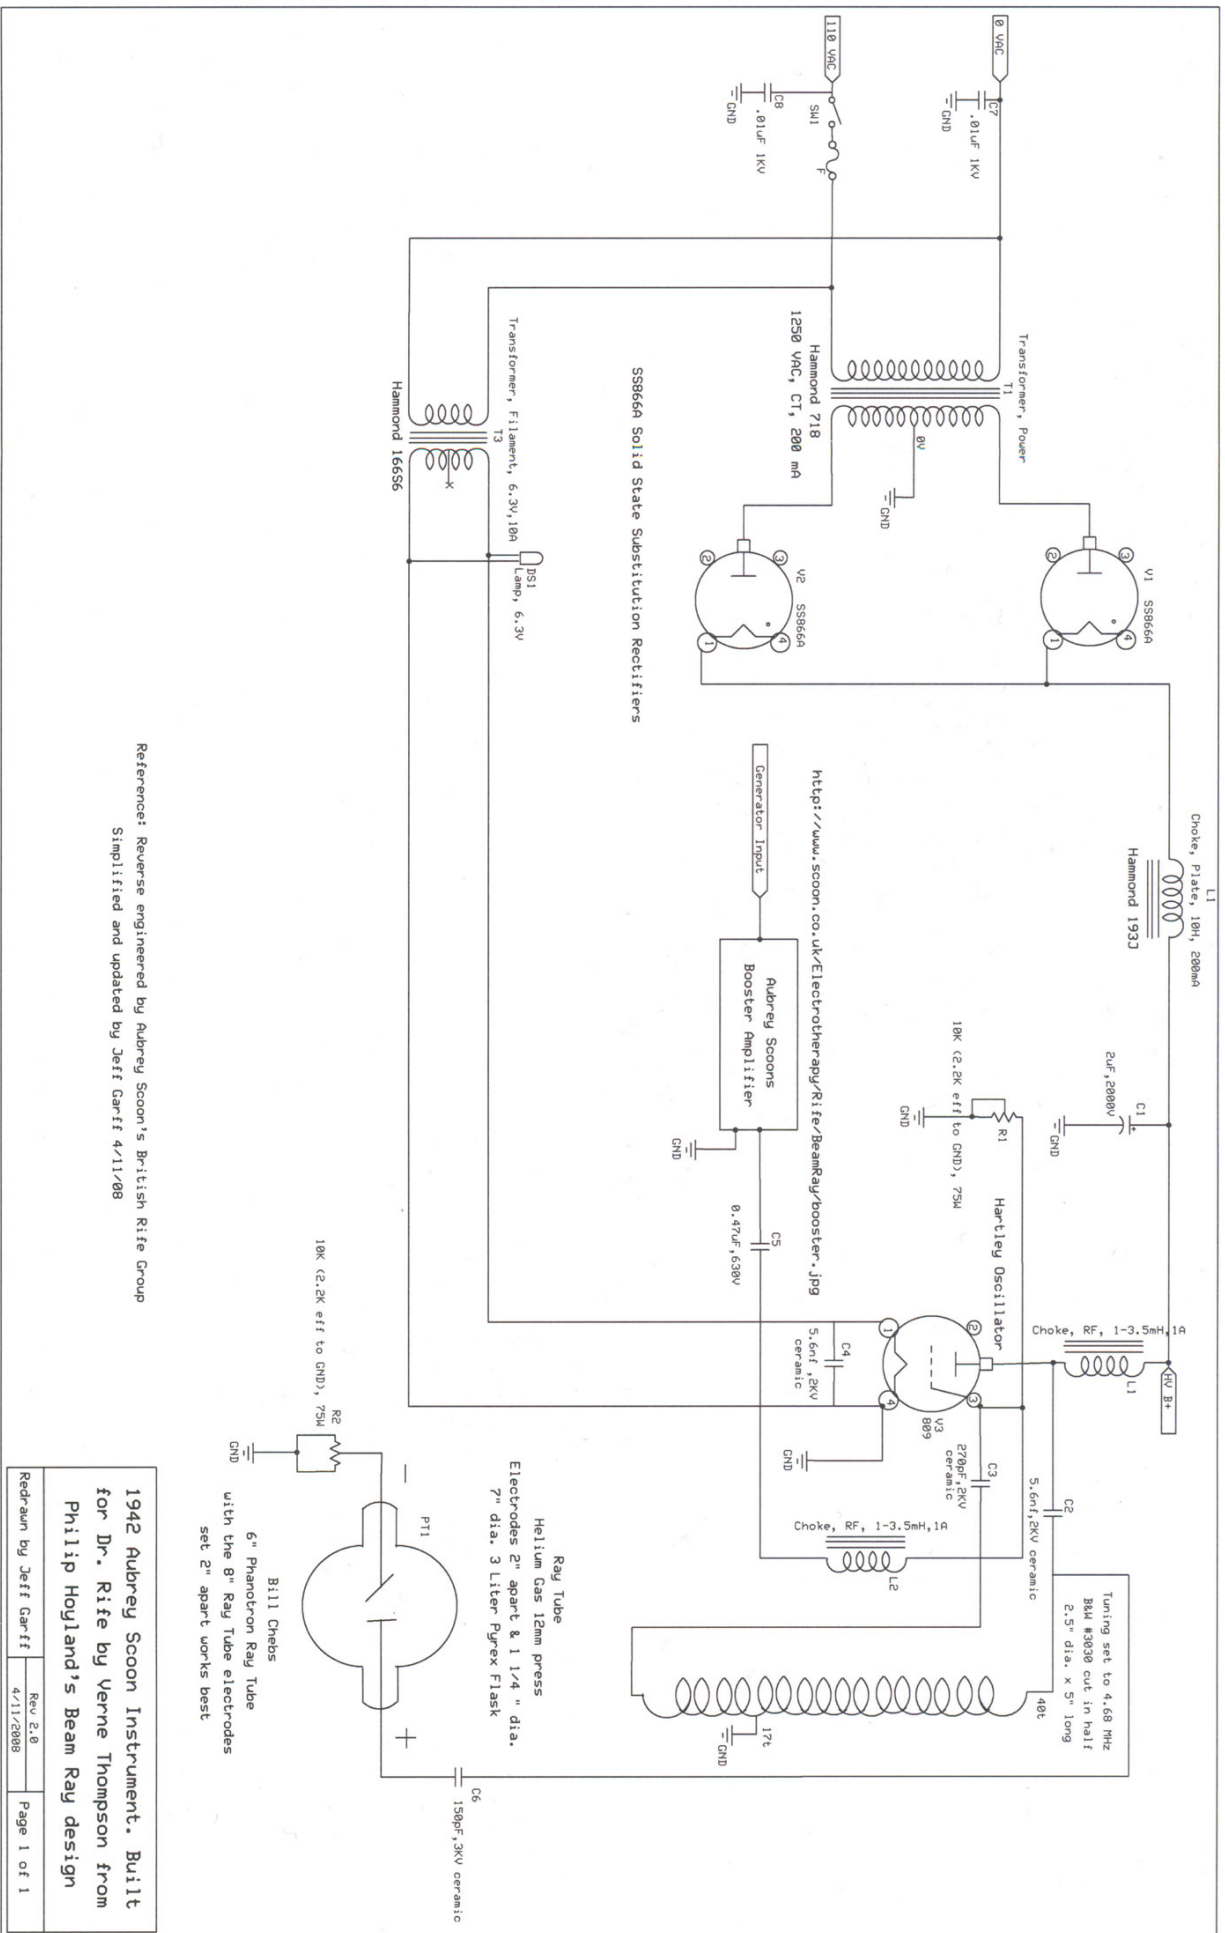 0 VAC
C7
.01uF 1KV
GND
110 VAC
C8
.01uF 1KV
GND
SW1
F
Transformer, Power
T1
0V
GND
Hammond 718
1250 VAC, CT, 200 mA
V1
SS866A
3
2
4
1
V2
SS866A
3
2
4
1
SS866A Solid State Substitution Rectifiers
Transformer, Filament, 6.3V,10A
T3
X
Hammond 166S6
DS1
Lamp, 6.3V
L1
Choke, Plate, 10H, 200mA
Hammond 193J
C1
+
2uF,2000V
GND
HV B+
Choke, RF, 1-3.5mH,1A
L1
R1
10K (2.2K eff to GND), 75W
GND
Hartley Oscillator
http://www.scoon.co.uk/Electrotherapy/Rife/BeamRay/booster.jpg
Generator Input
Aubrey Scoons
Booster Amplifier
GND
C5
0.47uF,630V
C4
5.6nf ,2KV
ceramic
2
3
1
4
V3
809
GND
C3
270pF,2KV
ceramic
C2
5.6nf,2KV ceramic
Choke, RF, 1-3.5mH,1A
L2
Tuning set to 4.68 MHz
B&W #3030 cut in half
2.5" dia. x 5" long
40t
17t
GND
Ray Tube
Helium Gas 12mm press
Electrodes 2" apart & 1 1/4 " dia.
7" dia. 3 Liter Pyrex Flask
PT1
-
+
C6
150pF,3KV ceramic
R2
10K (2.2K eff to GND), 75W
GND
Bill Chebs
6" Phanotron Ray Tube
with the 8" Ray Tube electrodes
set 2" apart works best
Reference: Reverse engineered by Aubrey Scoon's British Rife Group
Simplified and updated by Jeff Garff 4/11/08
1942 Aubrey Scoon Instrument. Built
for Dr. Rife by Verne Thompson from
Philip Hoyland's Beam Ray design
Redrawn by Jeff Garff
Rev 2.0
4/11/2008
Page 1 of 1